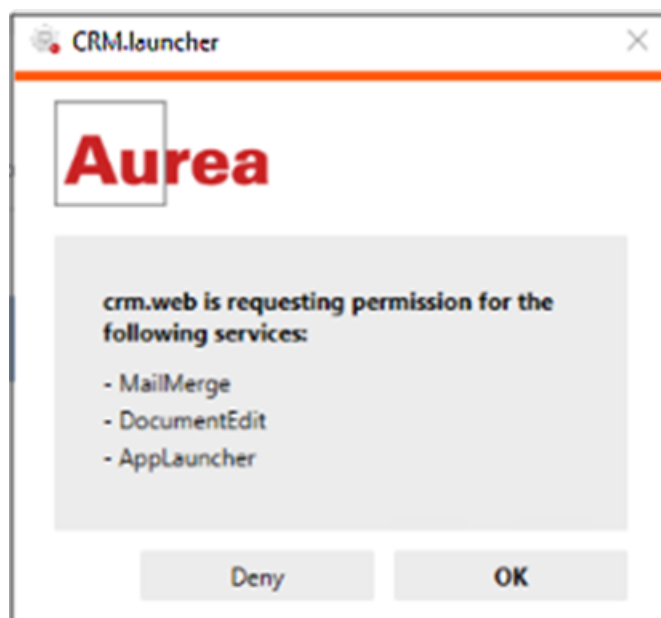 CRM.launcher
Aurea
crm.web is requesting permission for the
following services:
- MailMerge
- DocumentEdit
- AppLauncher
Deny
OK